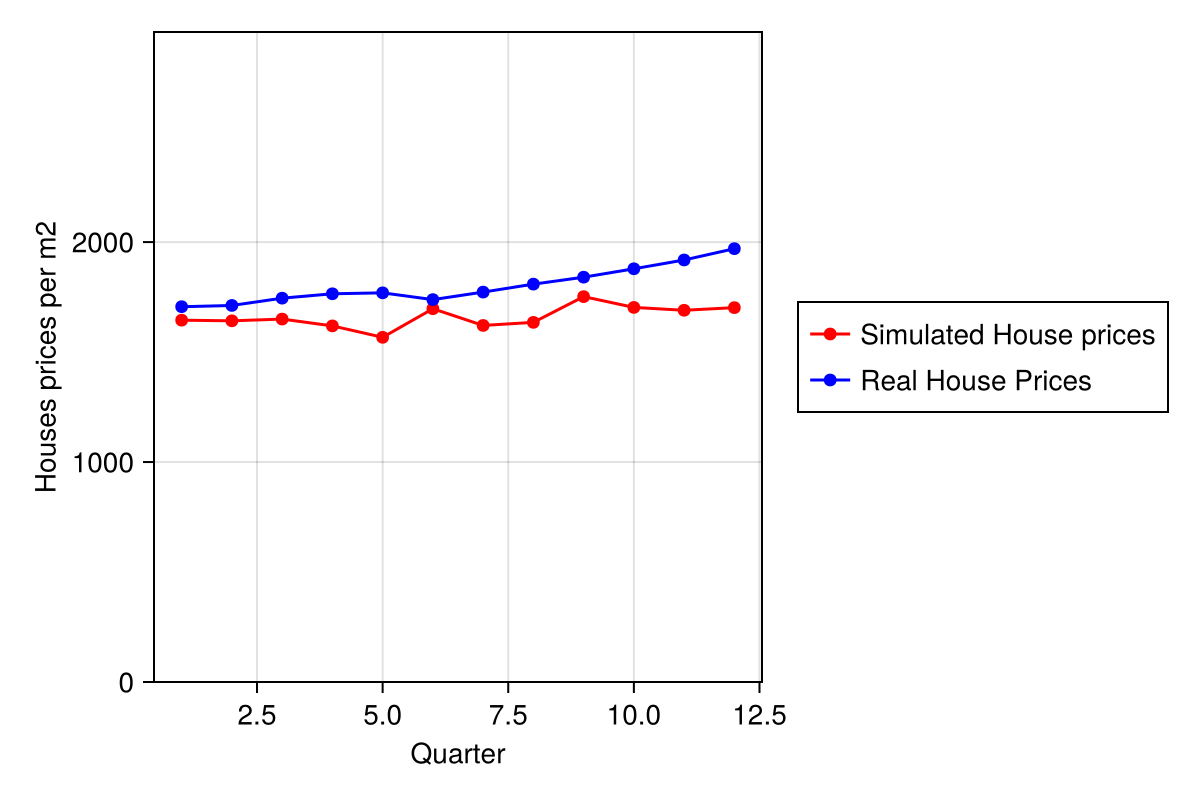 Houses prices per m2
2000
1000
0
2.5 5.0 7.5 10.0 12.5
Quarter
Simulated House prices
Real House Prices